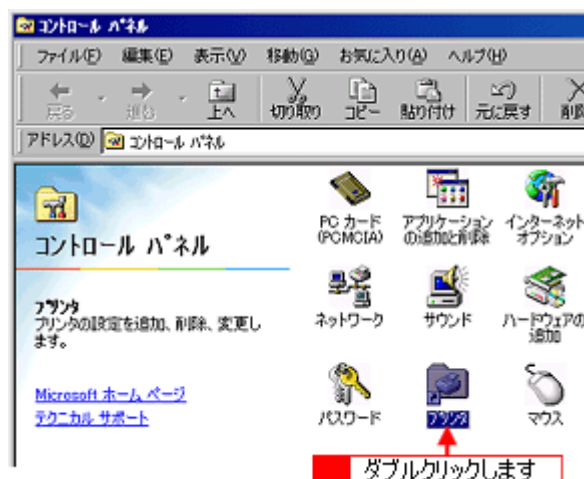 コントロール パネル
ファイル(F) 編集(E) 表示(V) 移動(G) お気に入り(A) ヘルプ(H)
戻る 進む 上へ 切り取り コピー 貼り付け 元に戻す 削除
アドレス(D) コントロール パネル
コントロール パネル
プリンタ
プリンタの設定を追加、削除、変更し
ます。
Microsoft ホーム ページ
テクニカル サポート
PC カード
(PCMCIA)
アプリケーション
の追加と削除
インターネット
オプション
ネットワーク
サウンド
ハードウェアの
追加
パスワード
プリンタ
マウス
ダブルクリックします